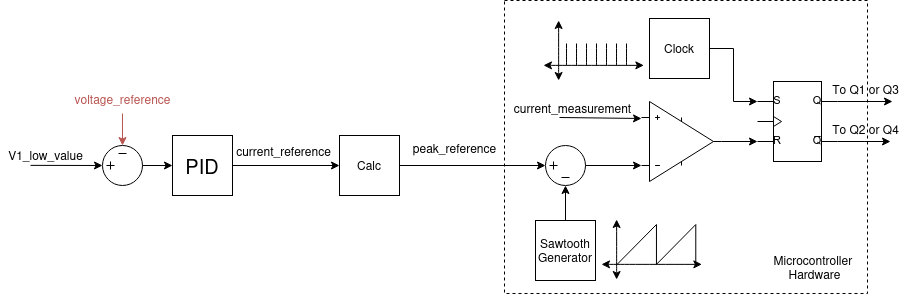 Clock
voltage_reference
current_measurement
To Q1 or Q3
S
Q
V1_low_value
−
+
PID
current_reference
Calc
peak_reference
+
−
+
−
R
Q
To Q2 or Q4
Sawtooth
Generator
Microcontroller
Hardware